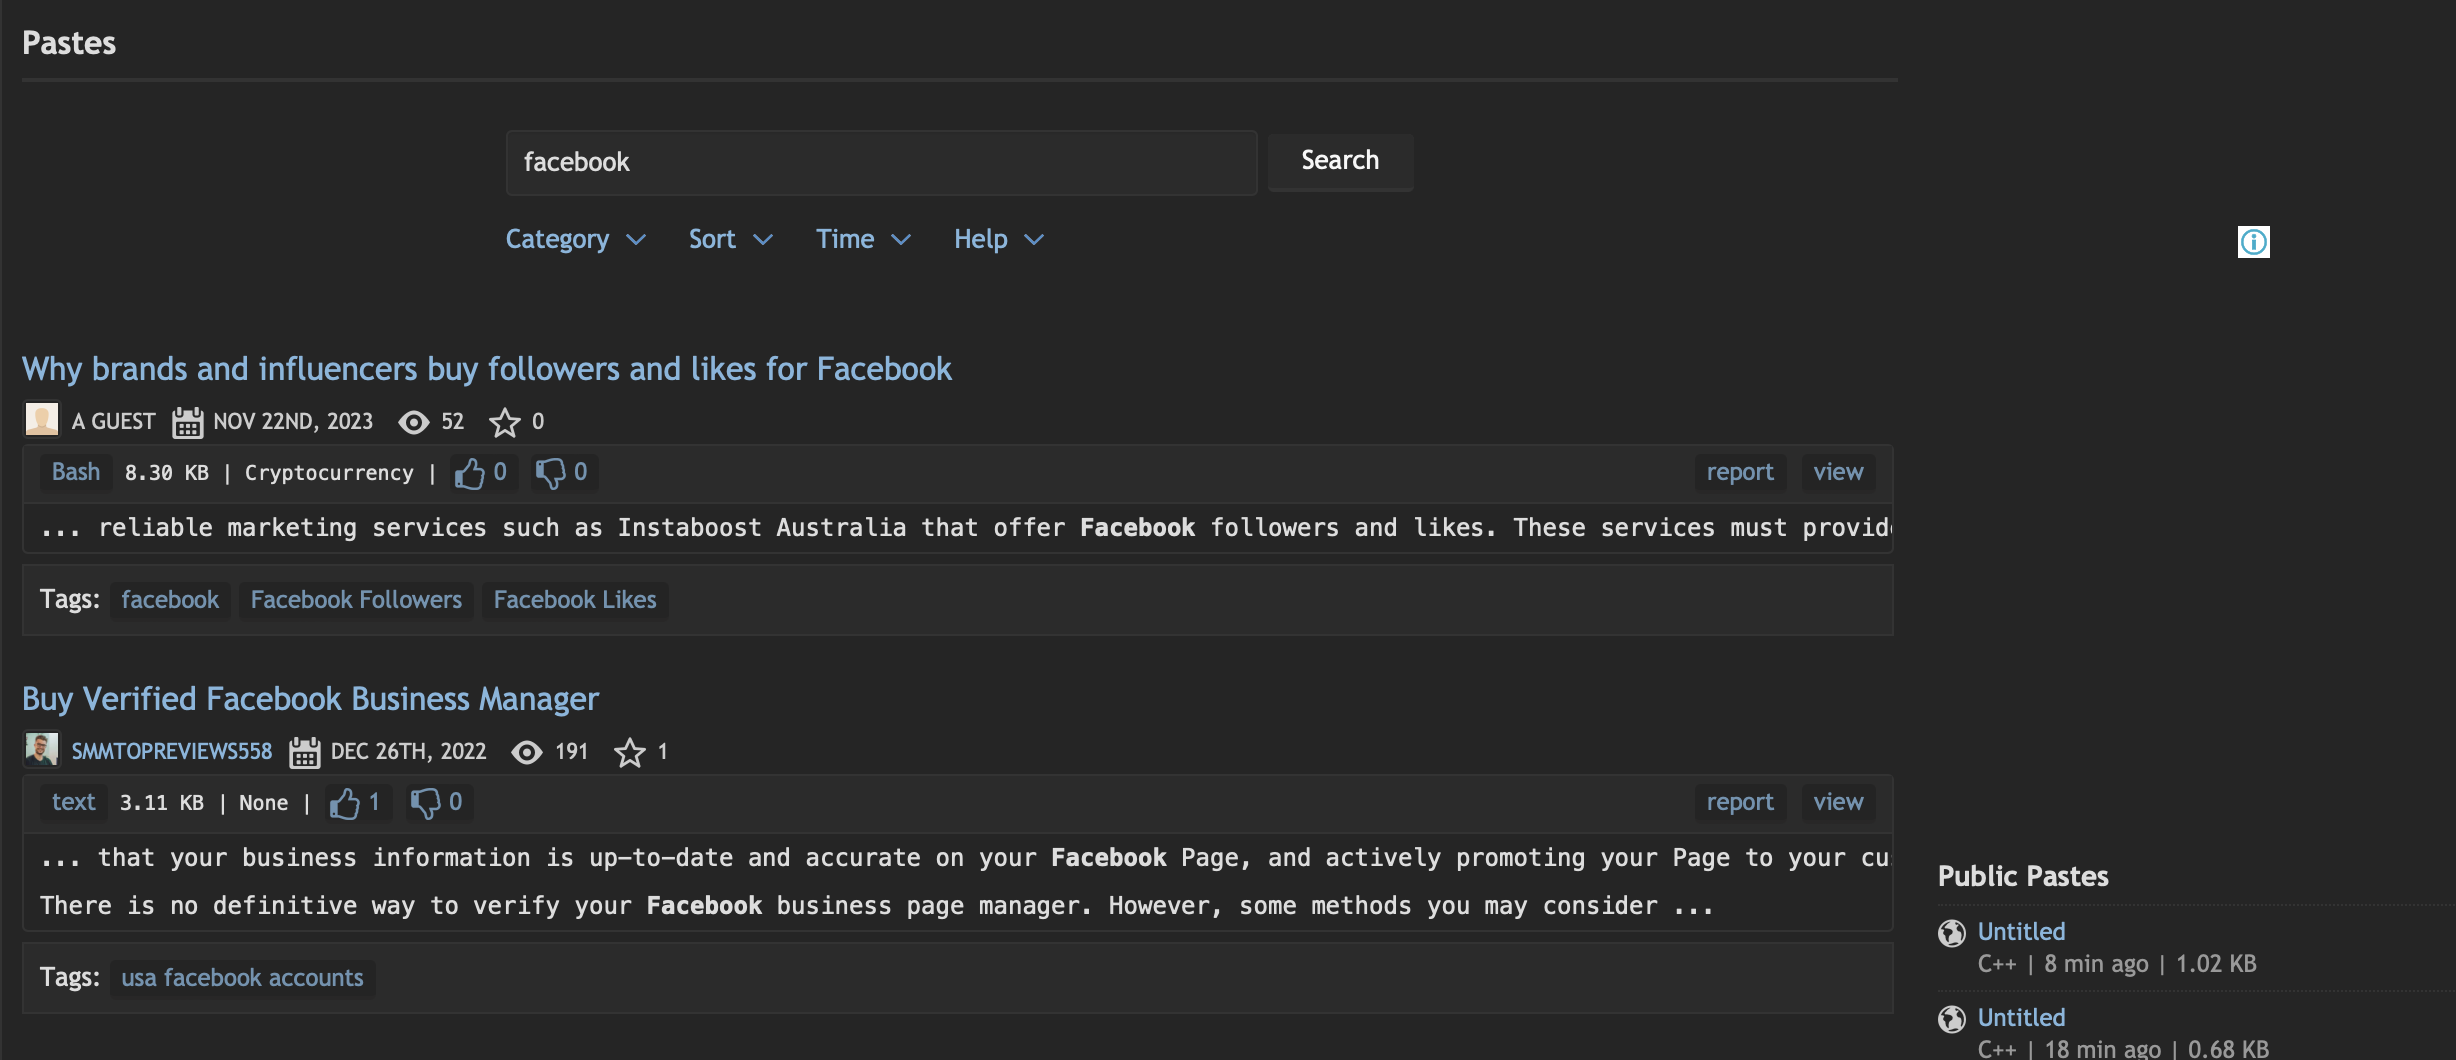 Pastes
facebook
Search
Category Sort Time Help
Why brands and influencers buy followers and likes for Facebook
A GUEST NOV 22ND, 2023 52 0
Bash 8.30 KB | Cryptocurrency | 0 0 report view
... reliable marketing services such as Instaboost Australia that offer Facebook followers and likes. These services must provide
Tags: facebook Facebook Followers Facebook Likes
Buy Verified Facebook Business Manager
SMMTOPREVIEWS558 DEC 26TH, 2022 191 1
text 3.11 KB | None | 1 0 report view
... that your business information is up-to-date and accurate on your Facebook Page, and actively promoting your Page to your
There is no definitive way to verify your Facebook business page manager. However, some methods you may consider ...
Tags: usa facebook accounts
Public Pastes
Untitled
C++ | 8 min ago | 1.02 KB
Untitled
C++ | 18 min ago | 0.68 KB